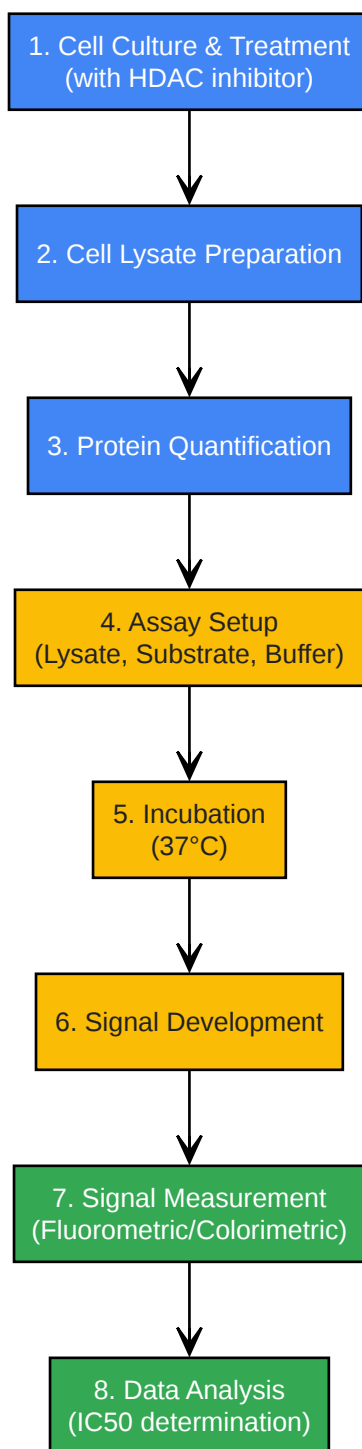 1. Cell Culture & Treatment
(with HDAC inhibitor)
2. Cell Lysate Preparation
3. Protein Quantification
4. Assay Setup
(Lysate, Substrate, Buffer)
5. Incubation
(37°C)
6. Signal Development
7. Signal Measurement
(Fluorometric/Colorimetric)
8. Data Analysis
(IC50 determination)